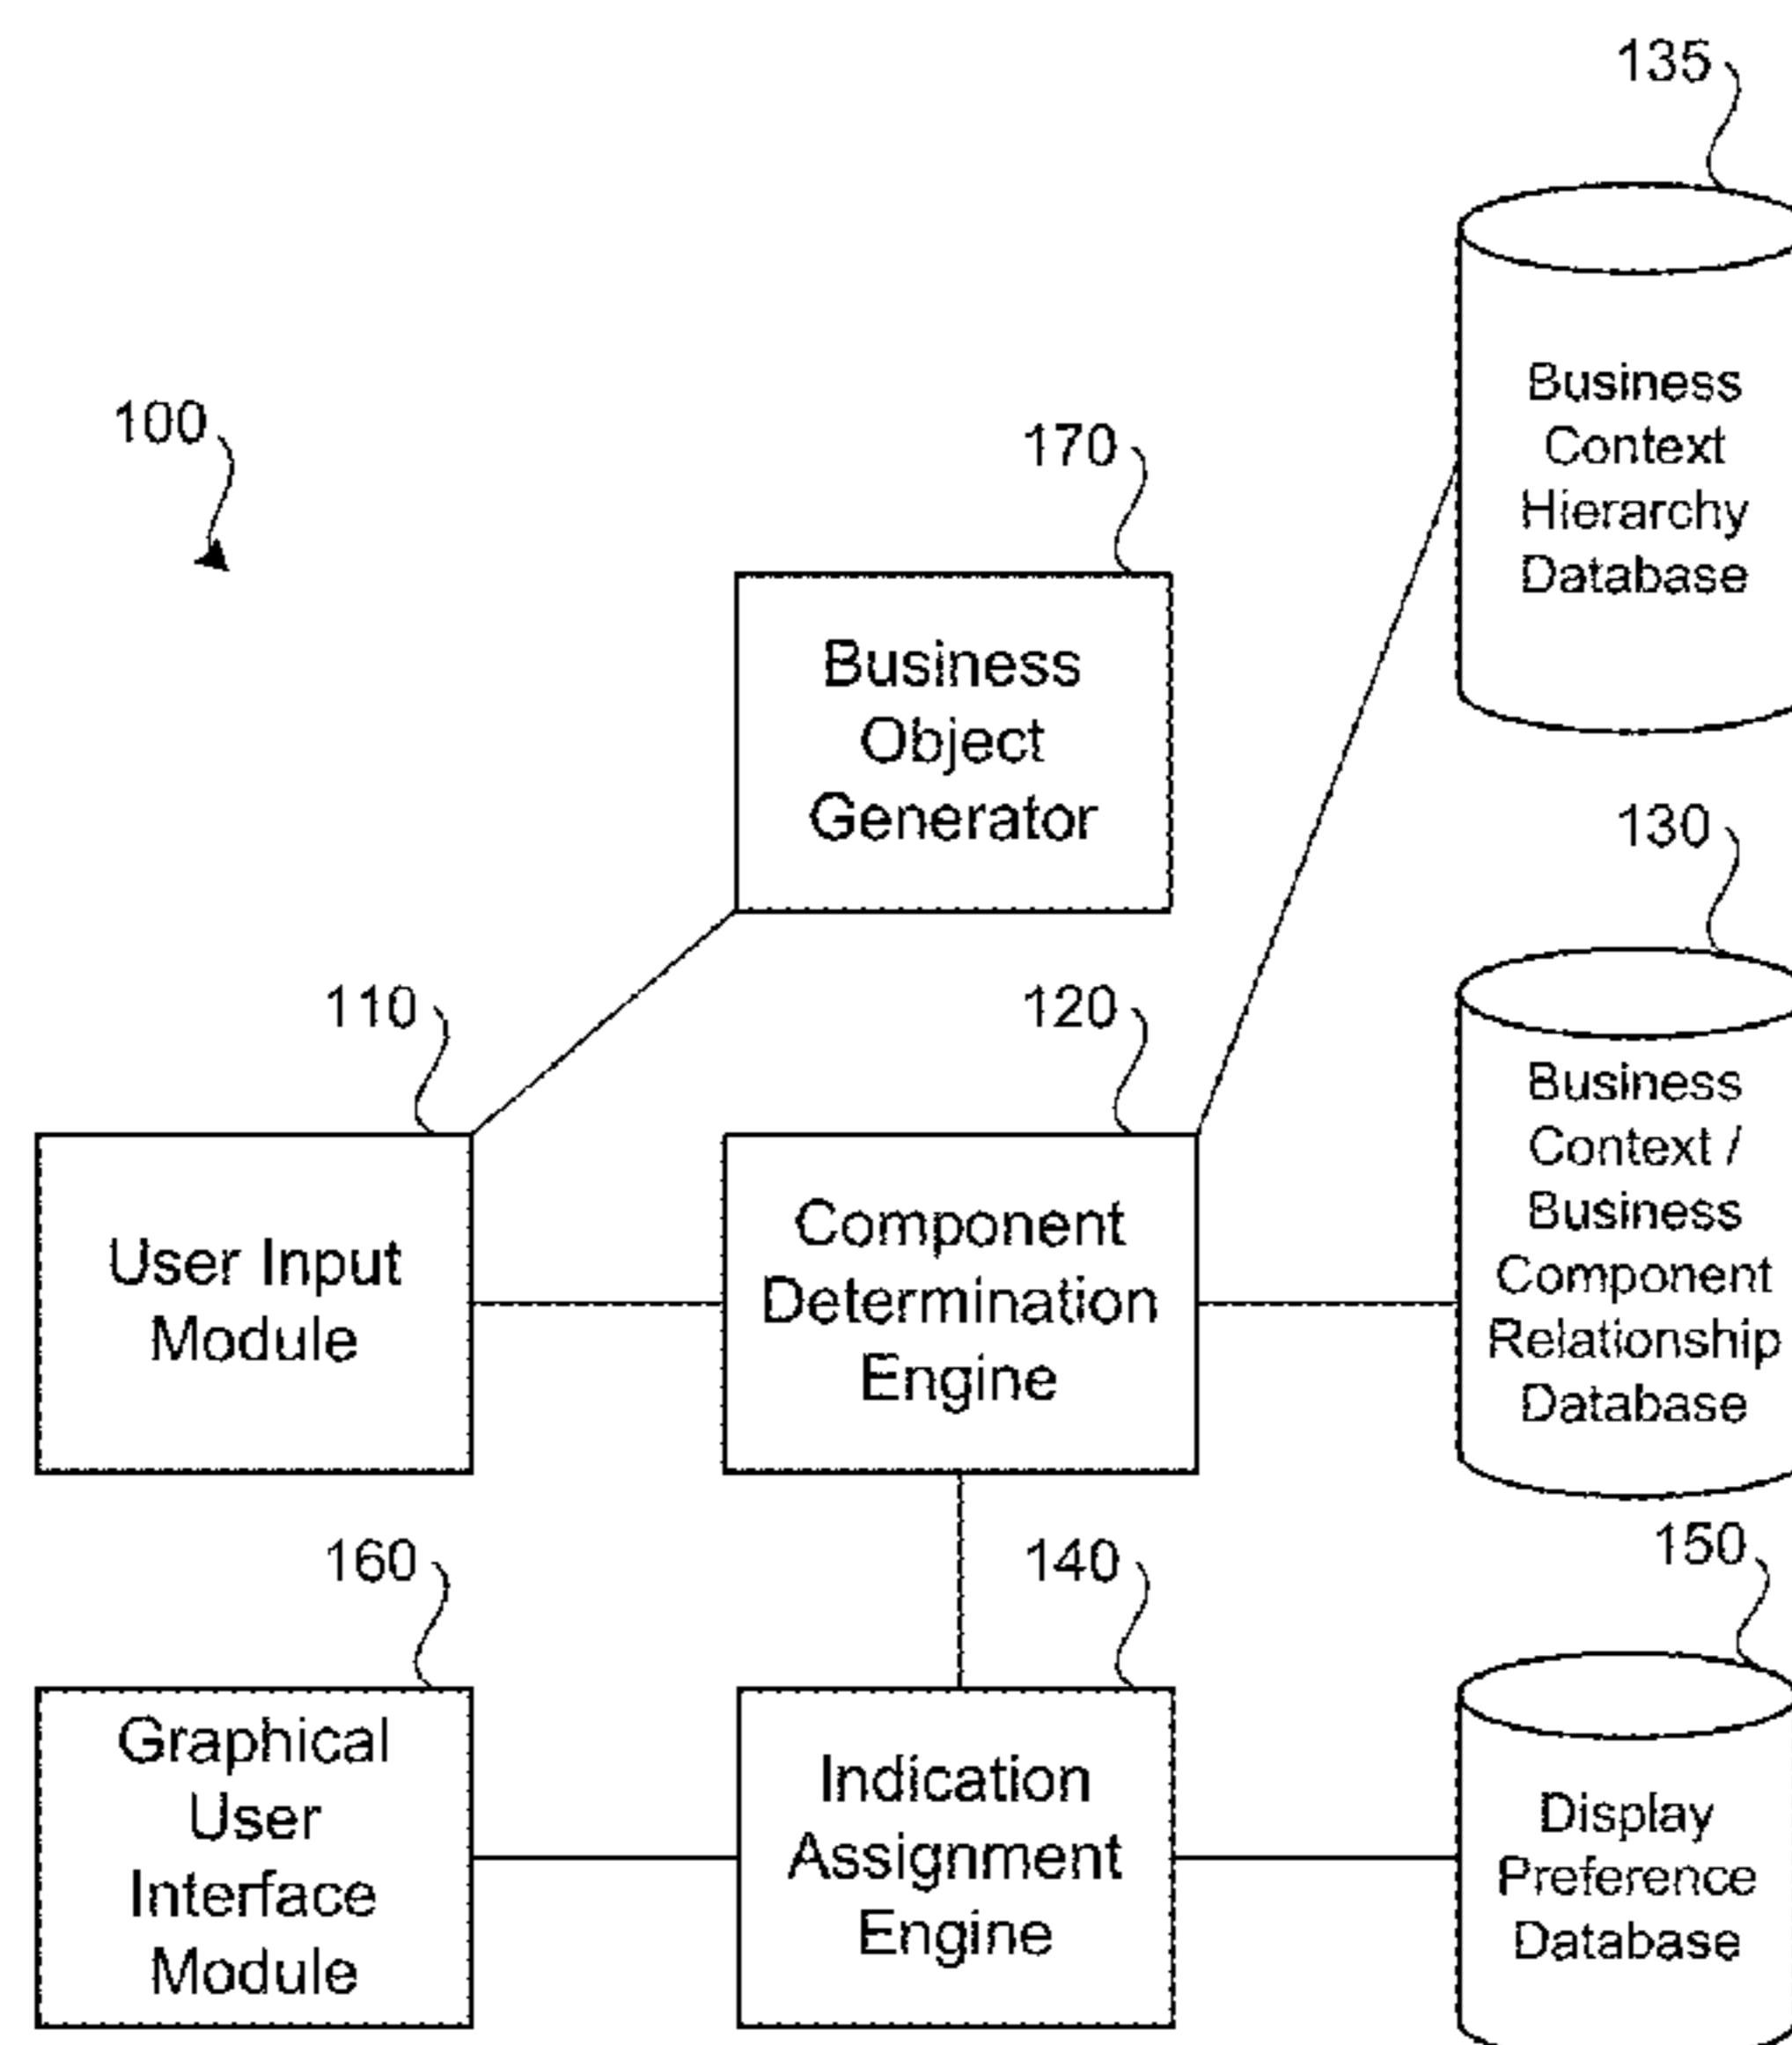 135
Business
Context
Hierarchy
Database
100
170
Business
Object
Generator
130
110
120
Business
Context /
Business
Component
Relationship
Database
User Input
Module
Component
Determination
Engine
160
140
150
Graphical
User
Interface
Module
Indication
Assignment
Engine
Display
Preference
Database